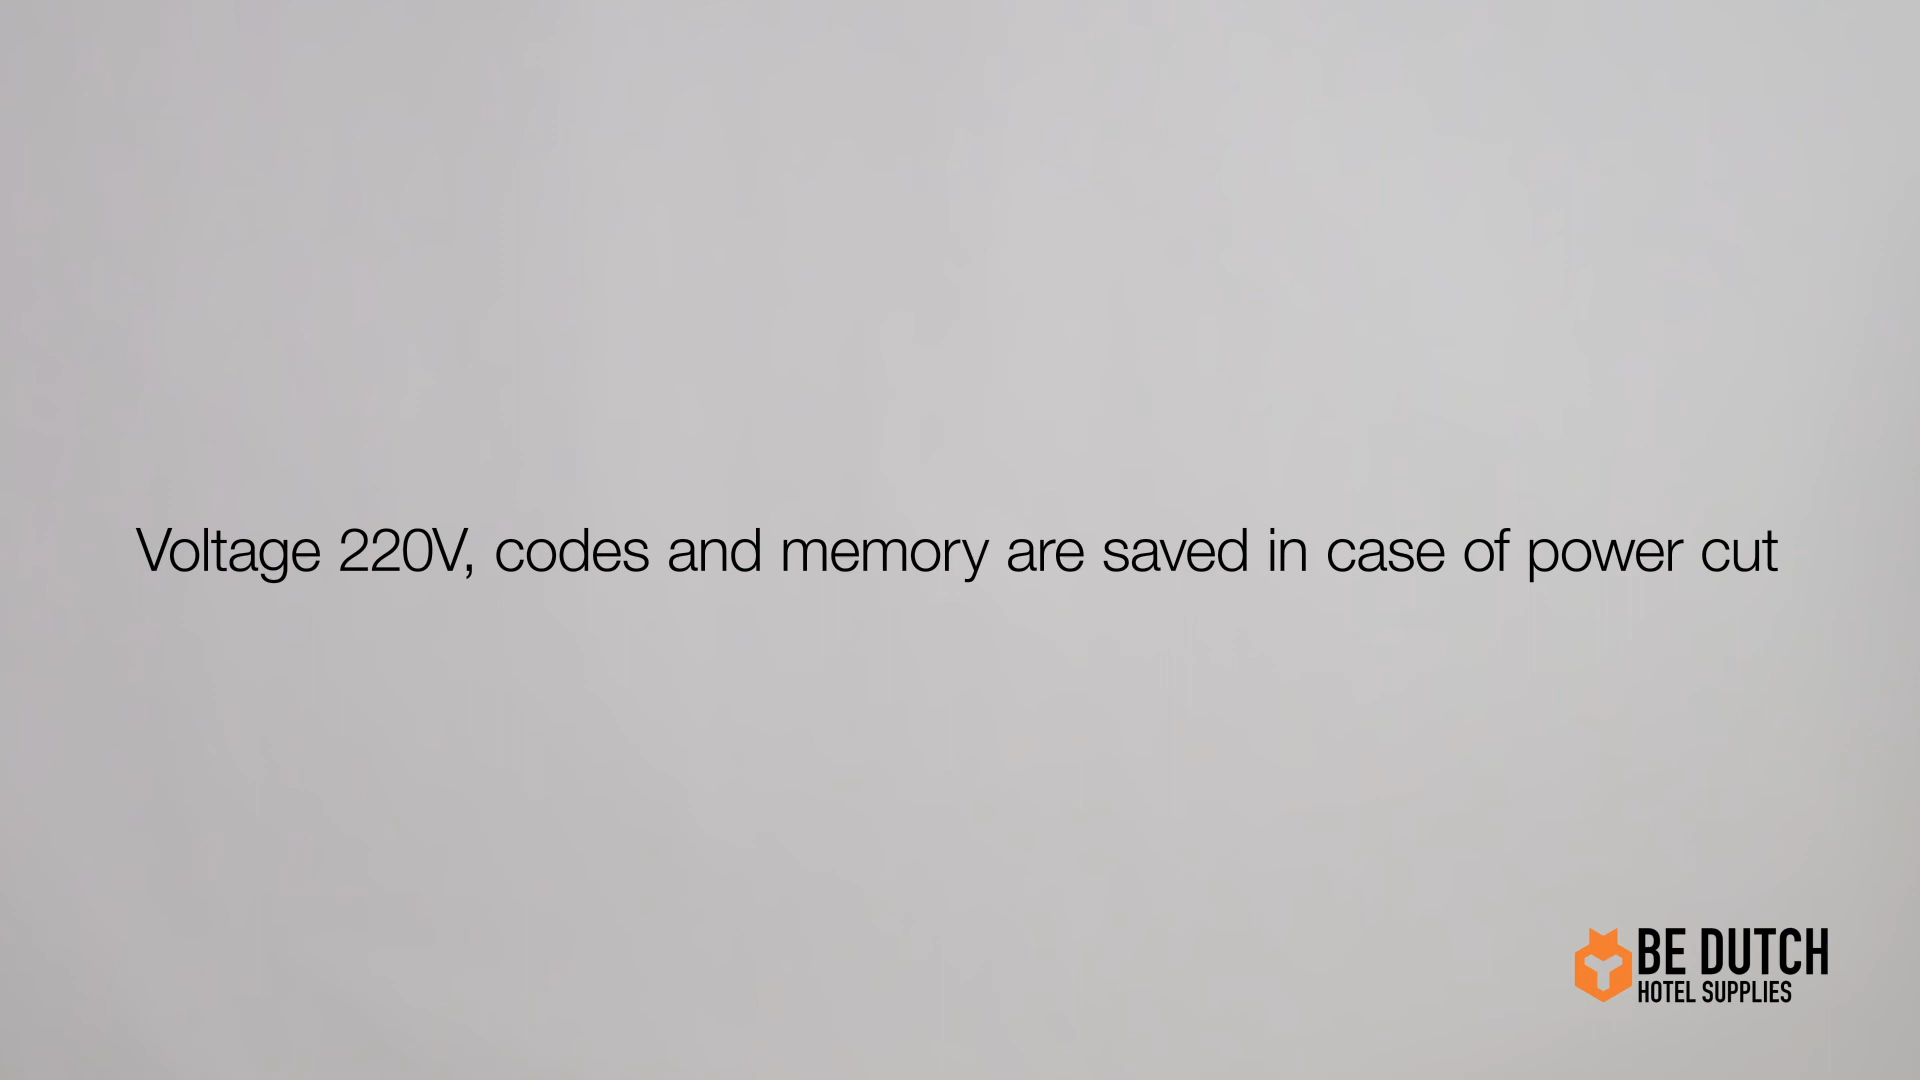 Voltage 220V, codes and memory are saved in case of power cut
BE DUTCH
HOTEL SUPPLIES